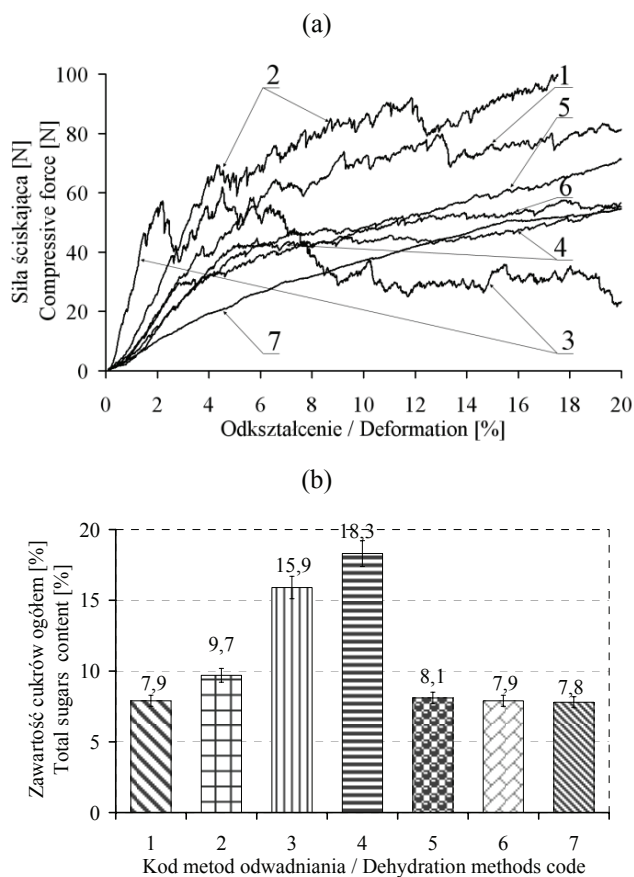 (a)
Siła ściskająca [N]
Compressive force [N]
100
80
60
40
20
0
2
1
5
6
4
3
7
0 2 4 6 8 10 12 14 16 18 20
Odkształcenie / Deformation [%]
(b)
Zawartość cukrów ogółem [%]
Total sugars content [%]
20
15
10
5
0
7,9
9,7
15,9
18,3
8,1
7,9
7,8
1 2 3 4 5 6 7
Kod metod odwadniania / Dehydration methods code